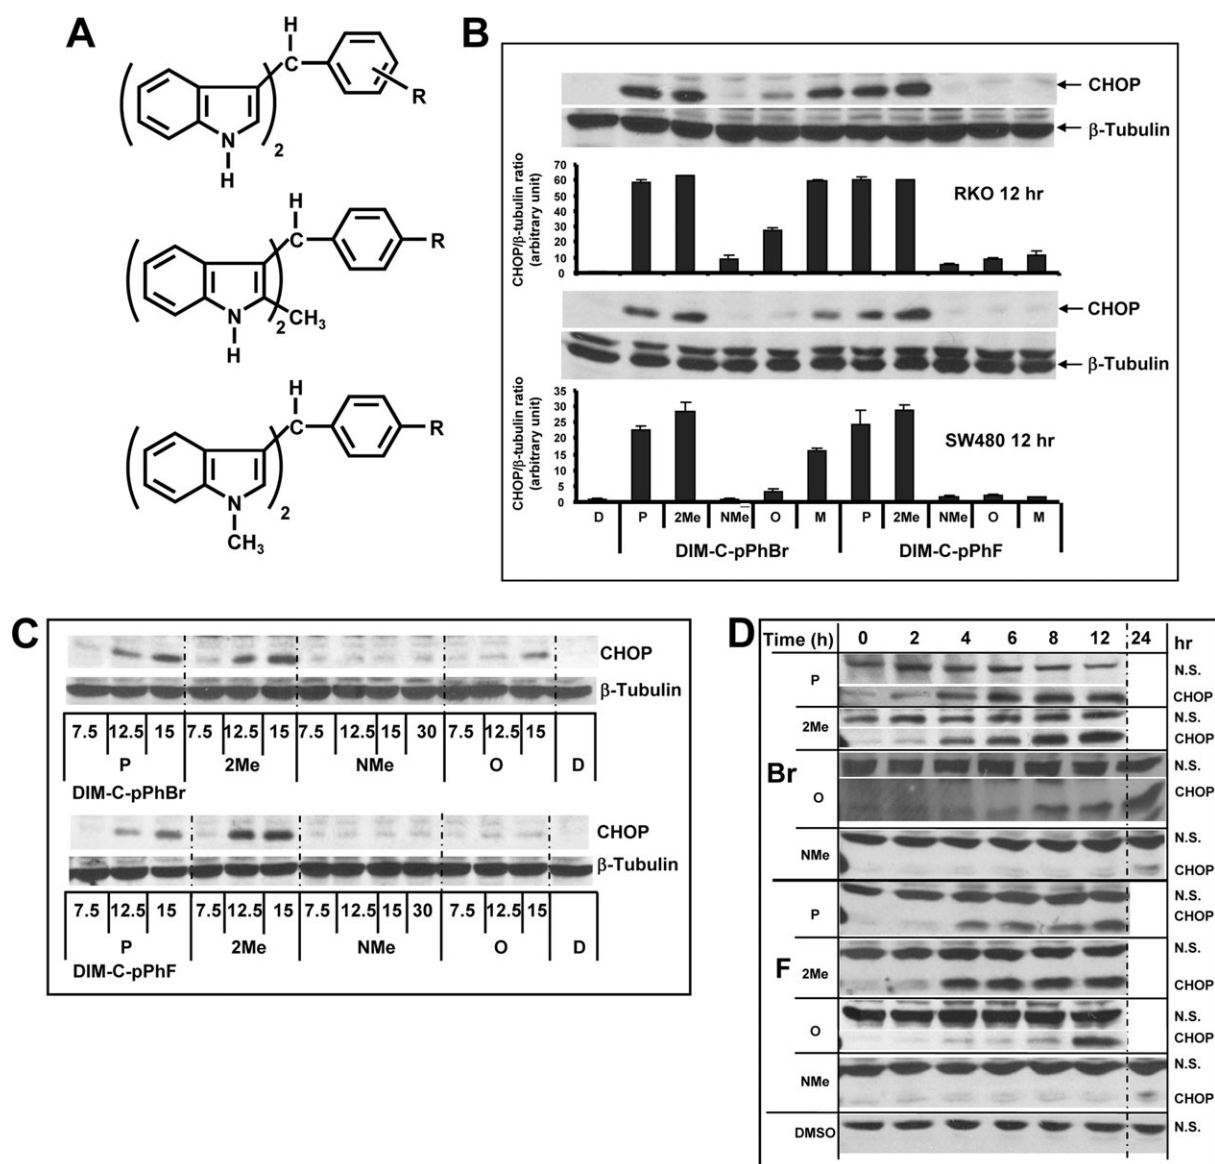 A
H
C
R
N
H
2
H
C
R
N
H
2
CH₃
H
C
R
N
CH₃
2
B
CHOP
β-Tubulin
CHOP/β-tubulin ratio
(arbitrary unit)
70
60
50
40
30
20
10
0
RKO 12 hr
CHOP
β-Tubulin
CHOP/β-tubulin ratio
(arbitrary unit)
35
30
25
20
15
10
5
0
SW480 12 hr
D P 2Me NMe O M P 2Me NMe O M
DIM-C-pPhBr DIM-C-pPhF
C
CHOP
β-Tubulin
7.5 12.5 15 7.5 12.5 15 7.5 12.5 15 30 7.5 12.5 15
P 2Me NMe O D
DIM-C-pPhBr
CHOP
β-Tubulin
7.5 12.5 15 7.5 12.5 15 7.5 12.5 15 30 7.5 12.5 15
P 2Me NMe O D
DIM-C-pPhF
D
Time (h) 0 2 4 6 8 12 24 hr
P N.S.
CHOP
2Me N.S.
CHOP
Br
O N.S.
CHOP
NMe N.S.
CHOP
F
P N.S.
CHOP
2Me N.S.
CHOP
O N.S.
CHOP
NMe N.S.
CHOP
DMSO N.S.